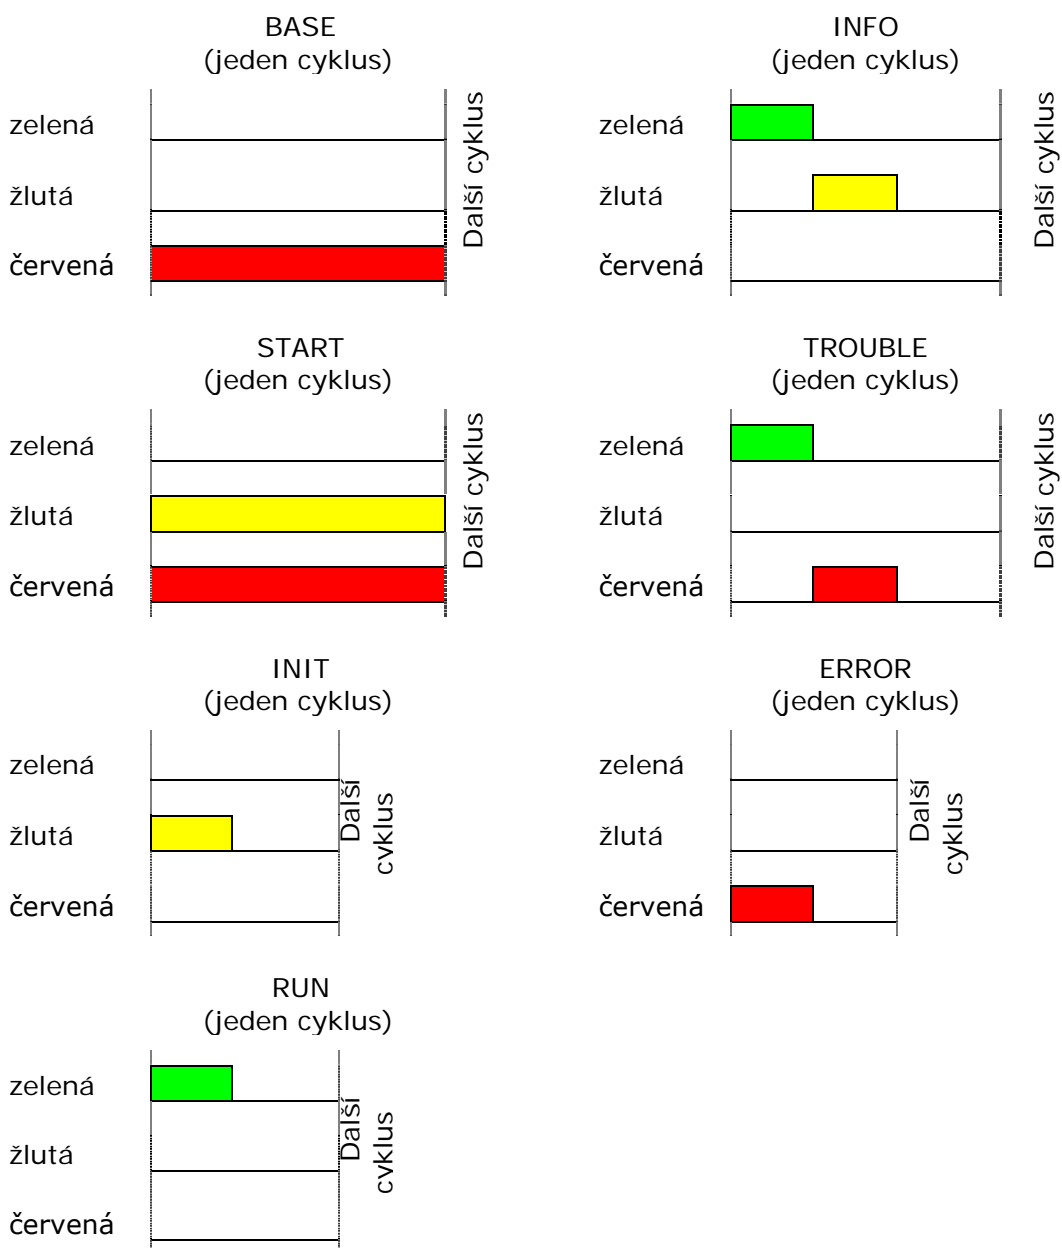 BASE
(jeden cyklus)
zelená
žlutá
červená
Další cyklus
INFO
(jeden cyklus)
zelená
žlutá
červená
Další cyklus
START
(jeden cyklus)
zelená
žlutá
červená
Další cyklus
TROUBLE
(jeden cyklus)
zelená
žlutá
červená
Další cyklus
INIT
(jeden cyklus)
zelená
žlutá
červená
Další
cyklus
ERROR
(jeden cyklus)
zelená
žlutá
červená
Další
cyklus
RUN
(jeden cyklus)
zelená
žlutá
červená
Další
cyklus